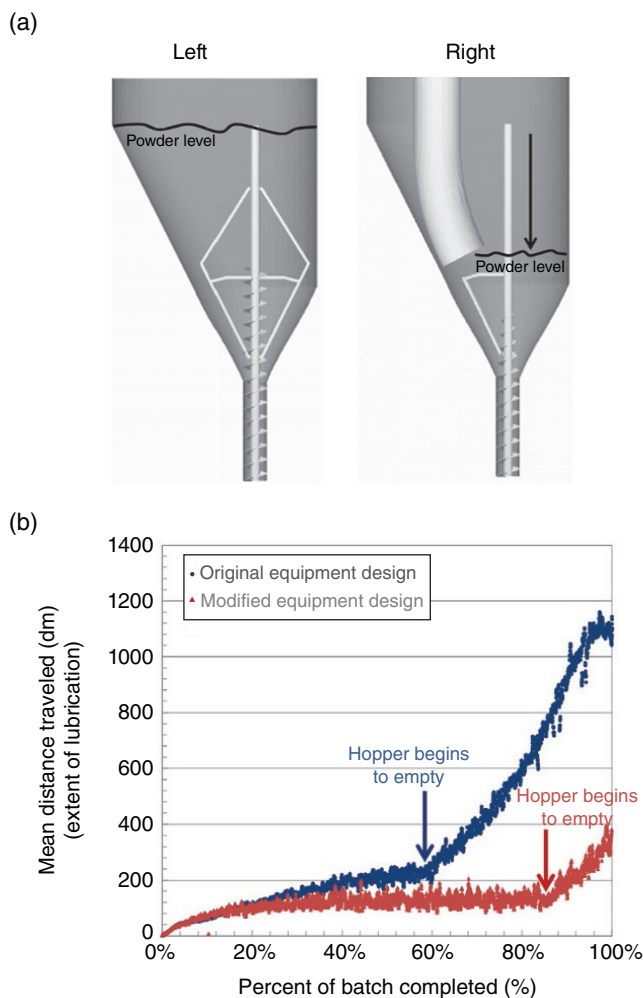 (a)
Left
Right
Powder level
Powder level
(b)
Mean distance traveled (dm)
(extent of lubrication)
1400
1200
1000
800
600
400
200
0
Original equipment design
Modified equipment design
Hopper begins
to empty
Hopper begins
to empty
0%
20%
40%
60%
80%
100%
Percent of batch completed (%)